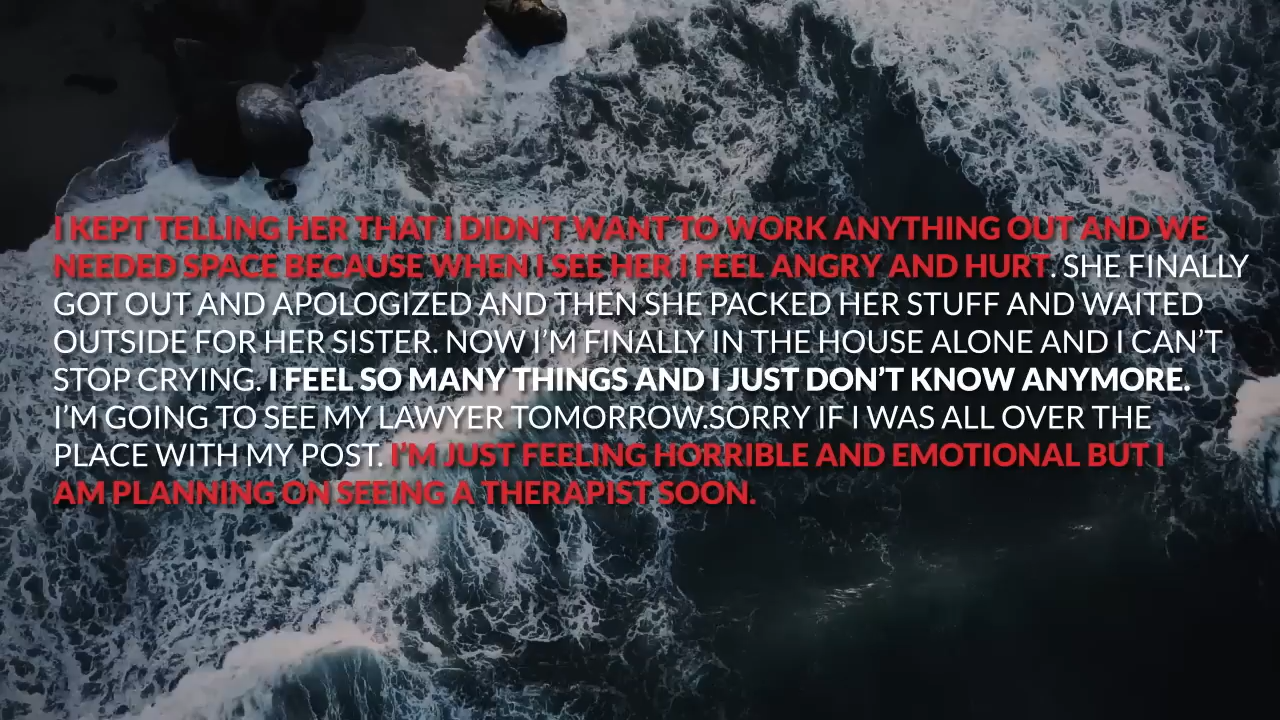 I KEPT TELLING HER THAT I DIDN'T WANT TO WORK ANYTHING OUT AND WE
NEEDED SPACE BECAUSE WHEN I SEE HER I FEEL ANGRY AND HURT. SHE FINALLY
GOT OUT AND APOLOGIZED AND THEN SHE PACKED HER STUFF AND WAITED
OUTSIDE FOR HER SISTER. NOW I'M FINALLY IN THE HOUSE ALONE AND I CAN'T
STOP CRYING. I FEEL SO MANY THINGS AND I JUST DON'T KNOW ANYMORE.
I'M GOING TO SEE MY LAWYER TOMORROW.SORRY IF I WAS ALL OVER THE
PLACE WITH MY POST. I'M JUST FEELING HORRIBLE AND EMOTIONAL BUT I
AM PLANNING ON SEEING A THERAPIST SOON.